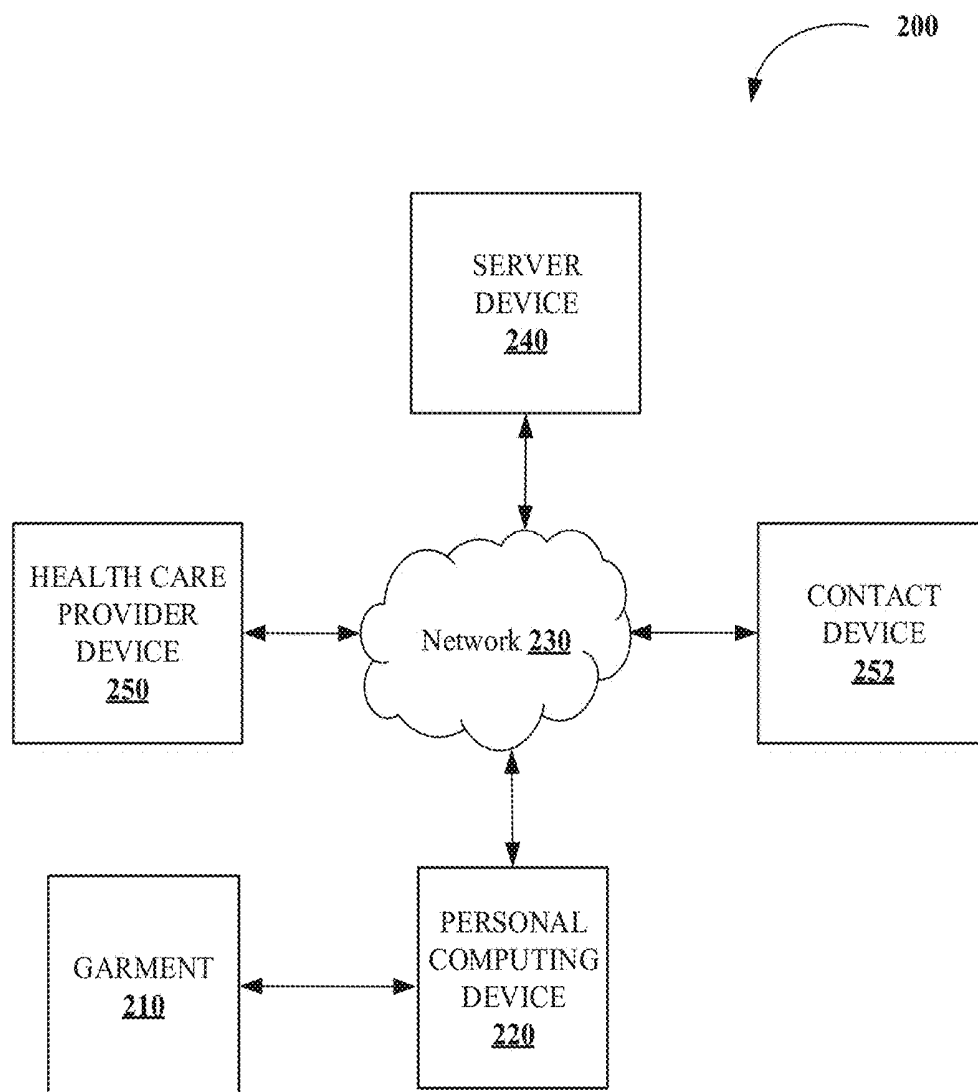 200
SERVER
DEVICE
240
HEALTH CARE
PROVIDER
DEVICE
250
Network 230
CONTACT
DEVICE
252
GARMENT
210
PERSONAL
COMPUTING
DEVICE
220